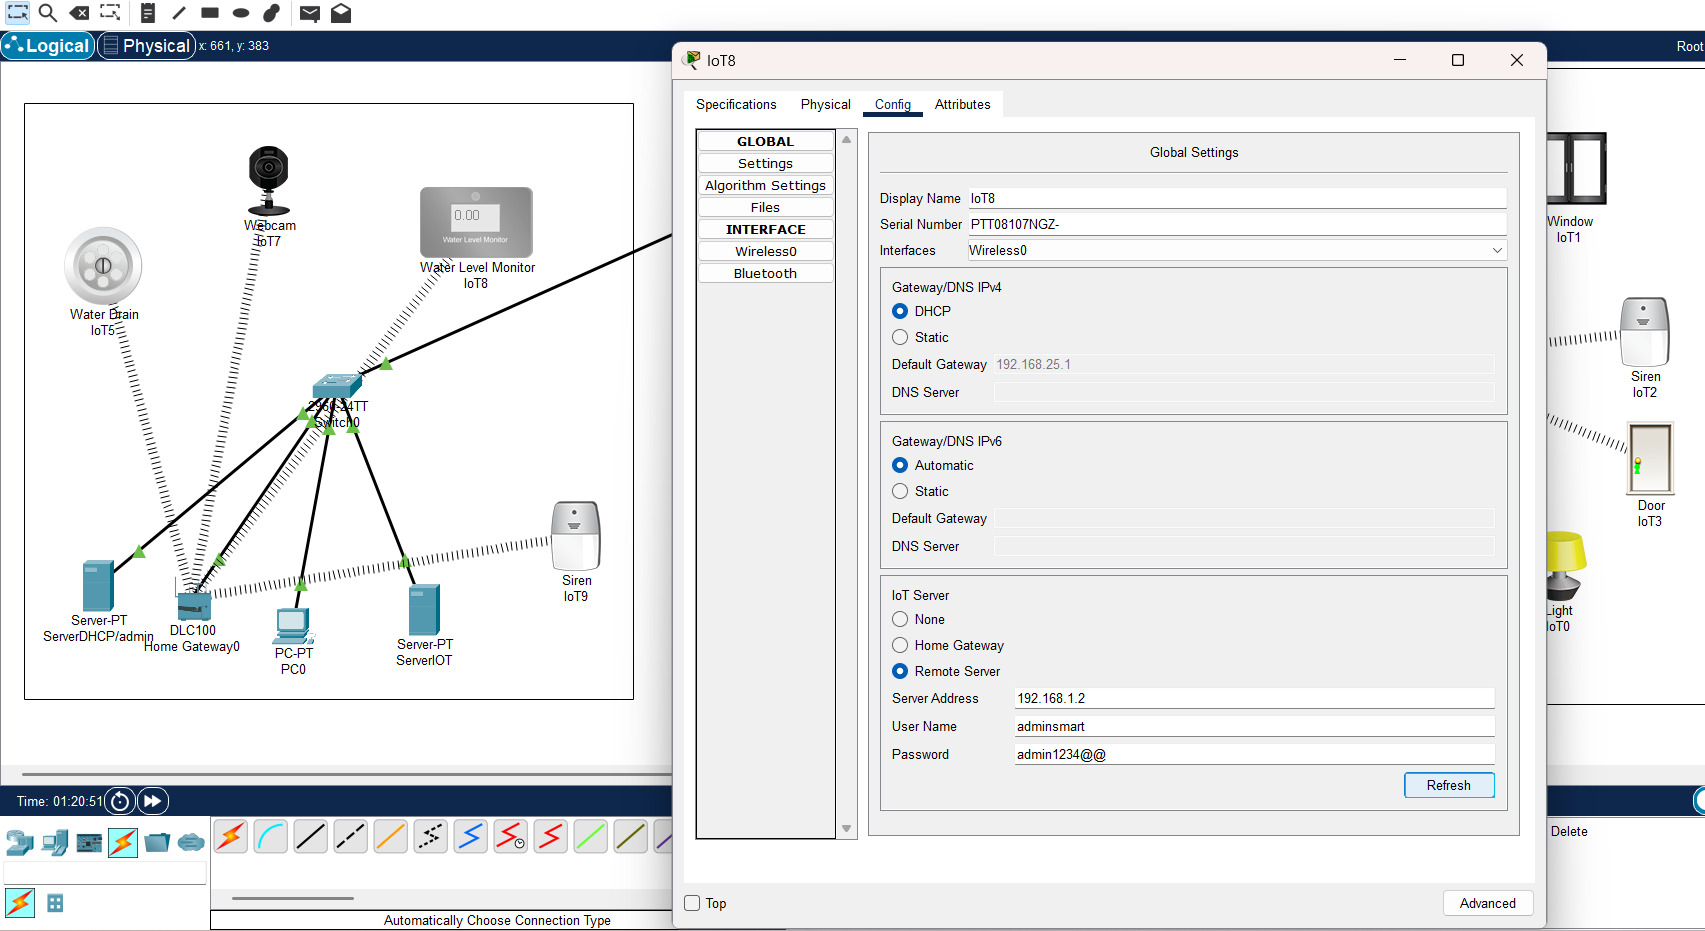 Logical
Physical
x: 661, y: 383
Root
IoT8
Specifications
Physical
Config
Attributes
GLOBAL
Settings
Algorithm Settings
Files
INTERFACE
Wireless0
Bluetooth
Global Settings
Display Name IoT8
Serial Number PTT08107NGZ-
Interfaces Wireless0
Gateway/DNS IPv4
DHCP
Static
Default Gateway 192.168.25.1
DNS Server
Gateway/DNS IPv6
Automatic
Static
Default Gateway
DNS Server
IoT Server
None
Home Gateway
Remote Server
Server Address 192.168.1.2
User Name adminsmart
Password admin1234@@
Refresh
Top
Advanced
Webcam
IoT7
0.00
Water Level Monitor
Water Level Monitor
IoT8
Water Drain
IoT5
2960-24TT
Switch0
Siren
IoT9
Server-PT
ServerDHCP/admin
DLC100
Home Gateway0
PC-PT
PC0
Server-PT
ServerIOT
Window
IoT1
Siren
IoT2
Door
IoT3
Light
IoT0
Time: 01:20:51
Automatically Choose Connection Type
Delete